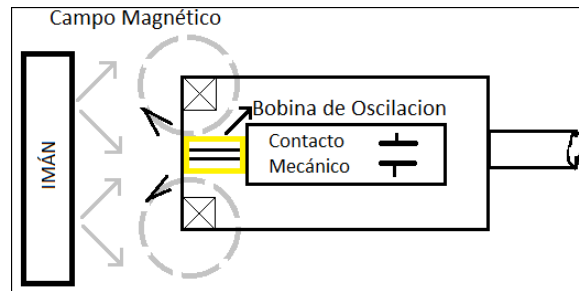 Campo Magnético
IMÁN
Bobina de Oscilacion
Contacto
Mecánico